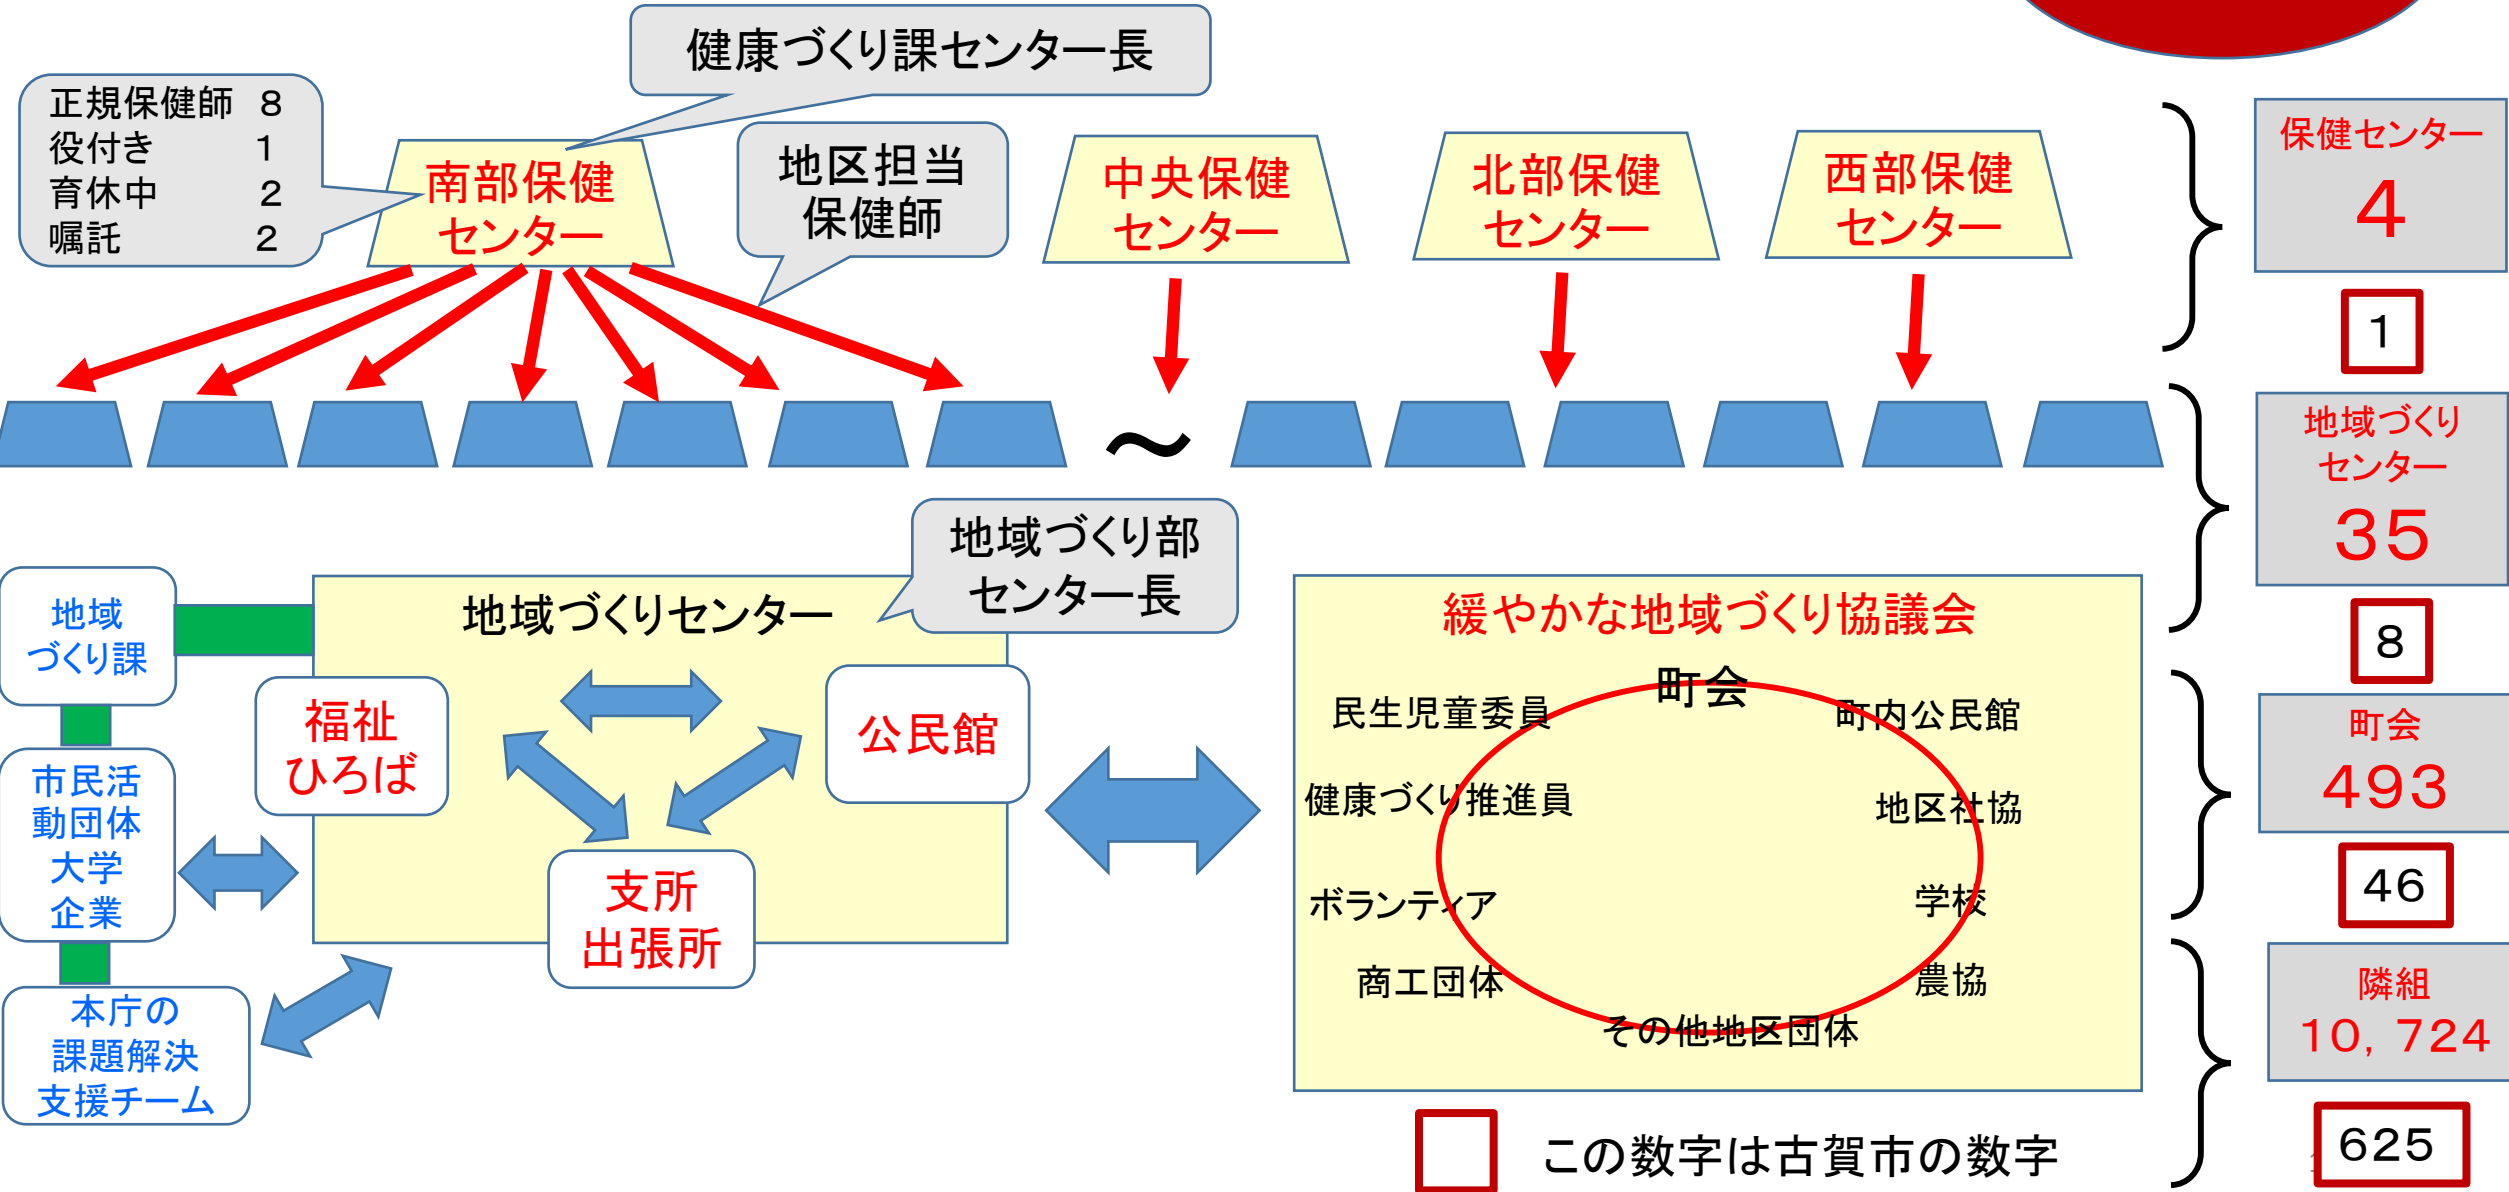 健康づくり課センター長
正規保健師 8
役付き 1
育休中 2
嘱託 2
南部保健
センター
地区担当
保健師
中央保健
センター
北部保健
センター
西部保健
センター
保健センター
4
1
~
地域づくり
センター
35
8
地域づくり部
センター長
地域
づくり課
地域づくりセンター
福祉
ひろば
公民館
支所
出張所
市民活
動団体
大学
企業
本庁の
課題解決
支援チーム
緩やかな地域づくり協議会
町会
民生児童委員
町内公民館
健康づくり推進員
地区社協
ボランティア
学校
商工団体
農協
その他地区団体
町会
493
46
隣組
10,724
625
この数字は古賀市の数字